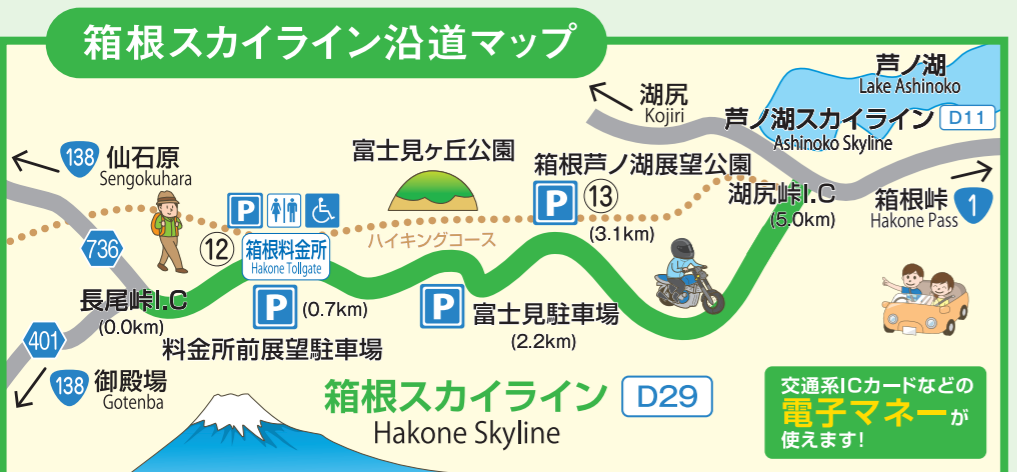 箱根スカイライン沿道マップ
芦ノ湖
Lake Ashinoko
湖尻
Kojiri
芦ノ湖スカイライン D11
Ashinoko Skyline
138 仙石原
Sengokuhara
富士見ヶ丘公園
箱根芦ノ湖展望公園
P 13
(3.1km)
湖尻峠I.C
(5.0km)
箱根峠 1
Hakone Pass
P
12
箱根料金所
Hakone Tollgate
ハイキングコース
736
長尾峠I.C
(0.0km)
P (0.7km)
料金所前展望駐車場
P 富士見駐車場
(2.2km)
401
138 御殿場
Gotenba
箱根スカイライン D29
Hakone Skyline
交通系ICカードなどの
電子マネーが
使えます!